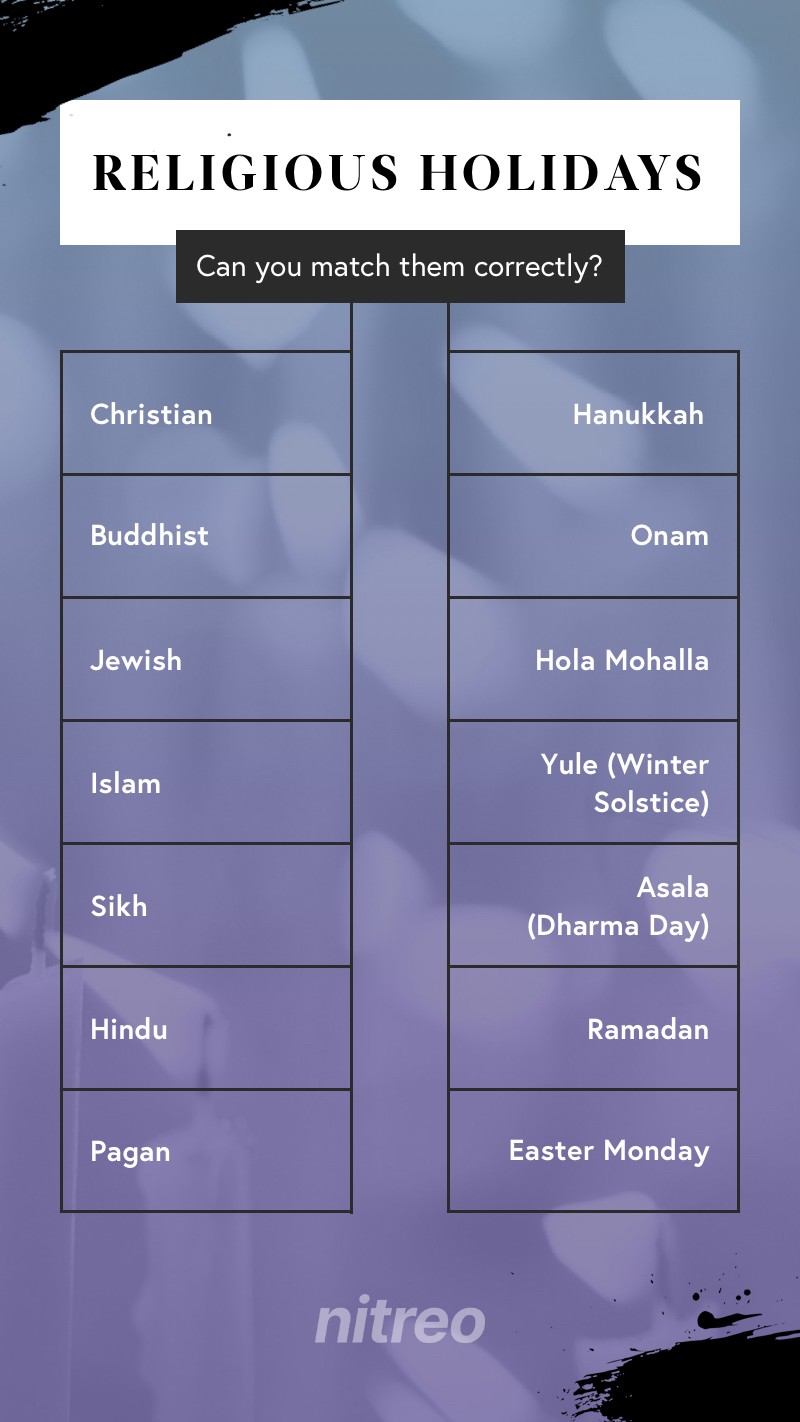 RELIGIOUS HOLIDAYS
Can you match them correctly?
Christian
Hanukkah
Buddhist
Onam
Jewish
Hola Mohalla
Islam
Yule (Winter
Solstice)
Sikh
Asala
(Dharma Day)
Hindu
Ramadan
Pagan
Easter Monday
nitreo